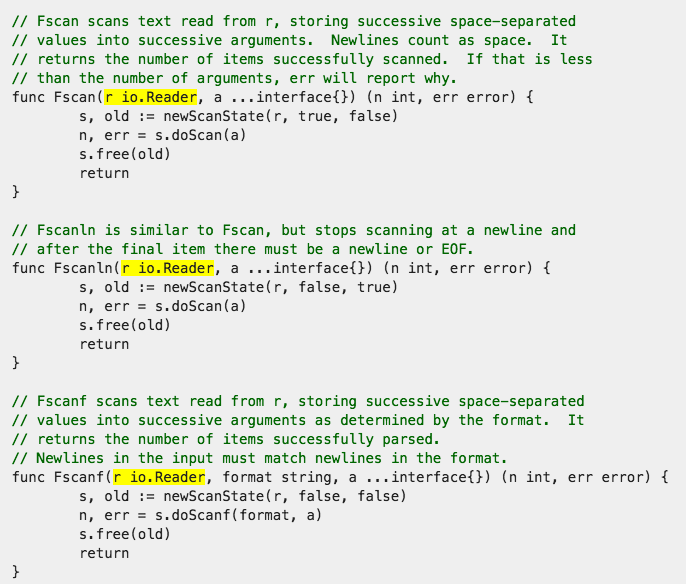 // Fscan scans text read from r, storing successive space-separated
// values into successive arguments.  Newlines count as space.  It
// returns the number of items successfully scanned.  If that is less
// than the number of arguments, err will report why.
func Fscan(r io.Reader, a ...interface{}) (n int, err error) {
        s, old := newScanState(r, true, false)
        n, err = s.doScan(a)
        s.free(old)
        return
}

// Fscanln is similar to Fscan, but stops scanning at a newline and
// after the final item there must be a newline or EOF.
func Fscanln(r io.Reader, a ...interface{}) (n int, err error) {
        s, old := newScanState(r, false, true)
        n, err = s.doScan(a)
        s.free(old)
        return
}

// Fscanf scans text read from r, storing successive space-separated
// values into successive arguments as determined by the format.  It
// returns the number of items successfully parsed.
// Newlines in the input must match newlines in the format.
func Fscanf(r io.Reader, format string, a ...interface{}) (n int, err error) {
        s, old := newScanState(r, false, false)
        n, err = s.doScanf(format, a)
        s.free(old)
        return
}